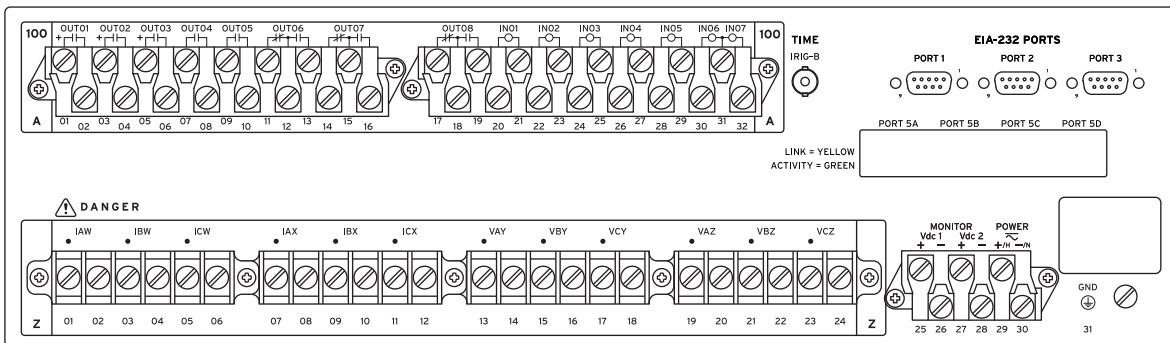 100 OUT01 OUT02 OUT03 OUT04 OUT05 OUT06 OUT07 OUT08 IN01 IN02 IN03 IN04 IN05 IN06 IN07 100
+ + +
A 01 02 03 04 05 06 07 08 09 10 11 12 13 14 15 16 17 18 19 20 21 22 23 24 25 26 27 28 29 30 31 32 A
TIME
IRIG-B
EIA-232 PORTS
PORT 1 PORT 2 PORT 3
1 1 1
9 9 9
PORT 5A PORT 5B PORT 5C PORT 5D
LINK = YELLOW
ACTIVITY = GREEN
DANGER
IAW IBW ICW IAX IBX ICX VAY VBY VCY VAZ VBZ VCZ
Z 01 02 03 04 05 06 07 08 09 10 11 12 13 14 15 16 17 18 19 20 21 22 23 24 Z
MONITOR POWER
Vdc 1 Vdc 2
+ − + − +/H −/N
25 26 27 28 29 30
GND
31